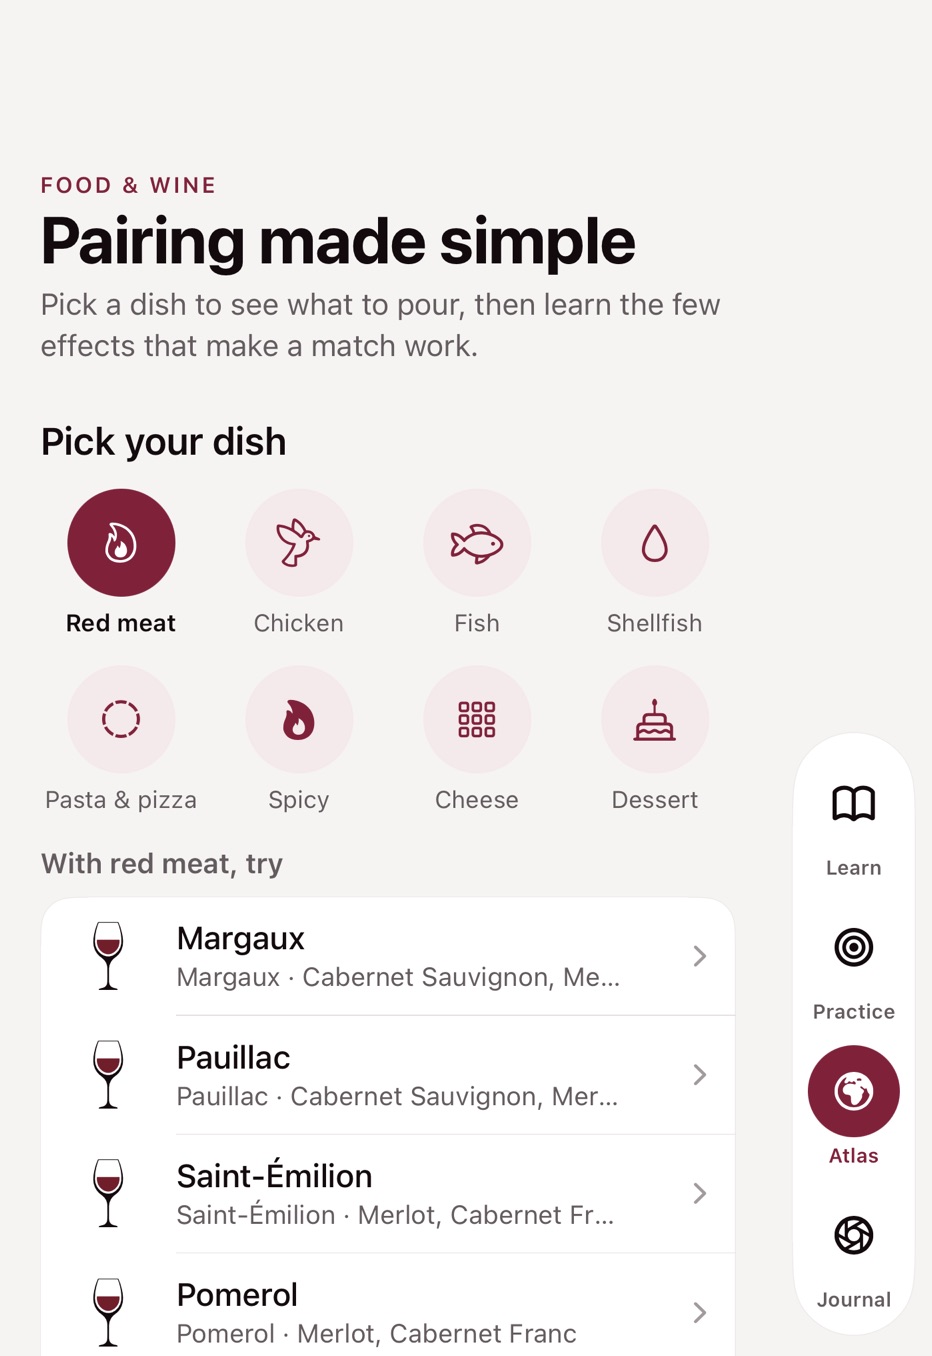 FOOD & WINE
Pairing made simple
Pick a dish to see what to pour, then learn the few
effects that make a match work.
Pick your dish
Red meat
Chicken
Fish
Shellfish
Pasta & pizza
Spicy
Cheese
Dessert
With red meat, try
Margaux
Margaux · Cabernet Sauvignon, Me...
Pauillac
Pauillac · Cabernet Sauvignon, Mer...
Saint-Émilion
Saint-Émilion · Merlot, Cabernet Fr...
Pomerol
Pomerol · Merlot, Cabernet Franc
Learn
Practice
Atlas
Journal